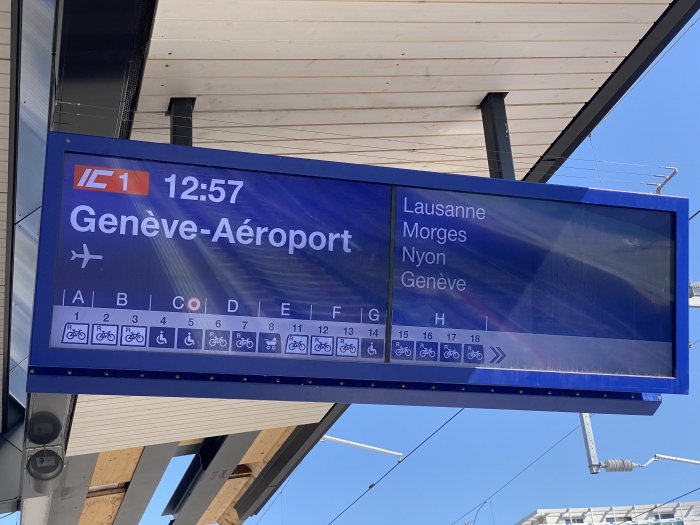 IC 1 12:57
Genève-Aéroport
A B C D E F G
1 2 3 4 5 6 7 8 11 12 13 14
R R R R R R R R
Lausanne
Morges
Nyon
Genève
H
15 16 17 18
R R R R